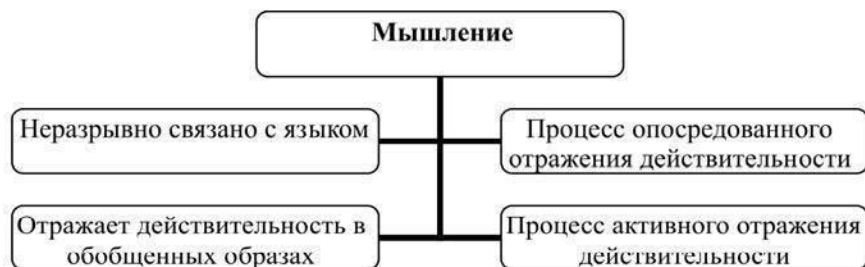 Мышление
Неразрывно связано с языком
Процесс опосредованного
отражения действительности
Отражает действительность в
обобщенных образах
Процесс активного отражения
действительности